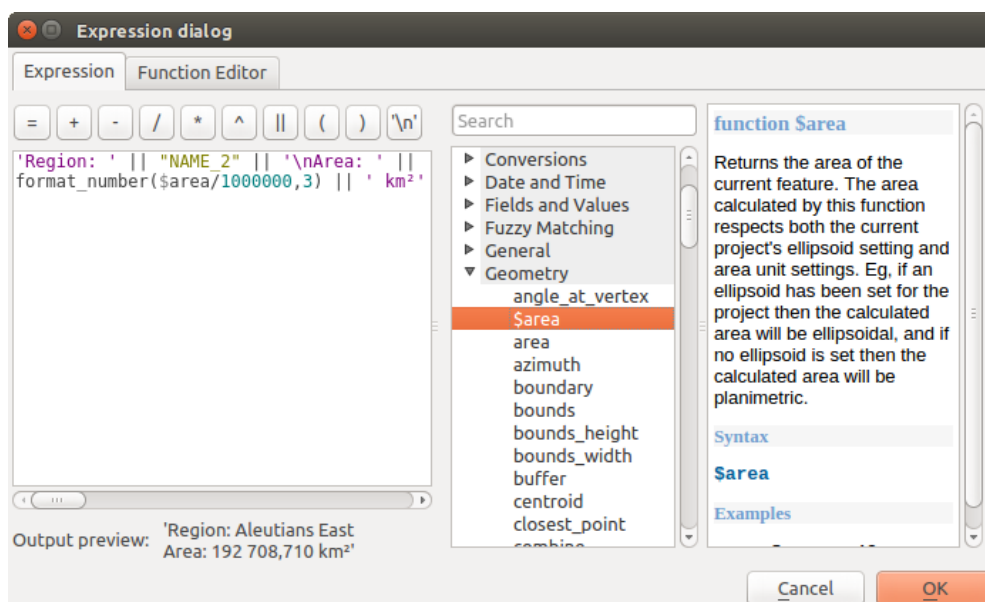 Expression dialog
Expression
Function Editor
= + - / * ^ || ( ) '\n'
'Region: ' || "NAME_2" || '\nArea: ' ||
format_number($area/1000000,3) || ' km²'
Output preview:
'Region: Aleutians East
Area: 192 708,710 km²'
Search
Conversions
Date and Time
Fields and Values
Fuzzy Matching
General
Geometry
angle_at_vertex
$area
area
azimuth
boundary
bounds
bounds_height
bounds_width
buffer
centroid
closest_point
function $area
Returns the area of the
current feature. The area
calculated by this function
respects both the current
project's ellipsoid setting and
area unit settings. Eg, if an
ellipsoid has been set for the
project then the calculated
area will be ellipsoidal, and if
no ellipsoid is set then the
calculated area will be
planimetric.
Syntax
$area
Examples
Cancel
OK